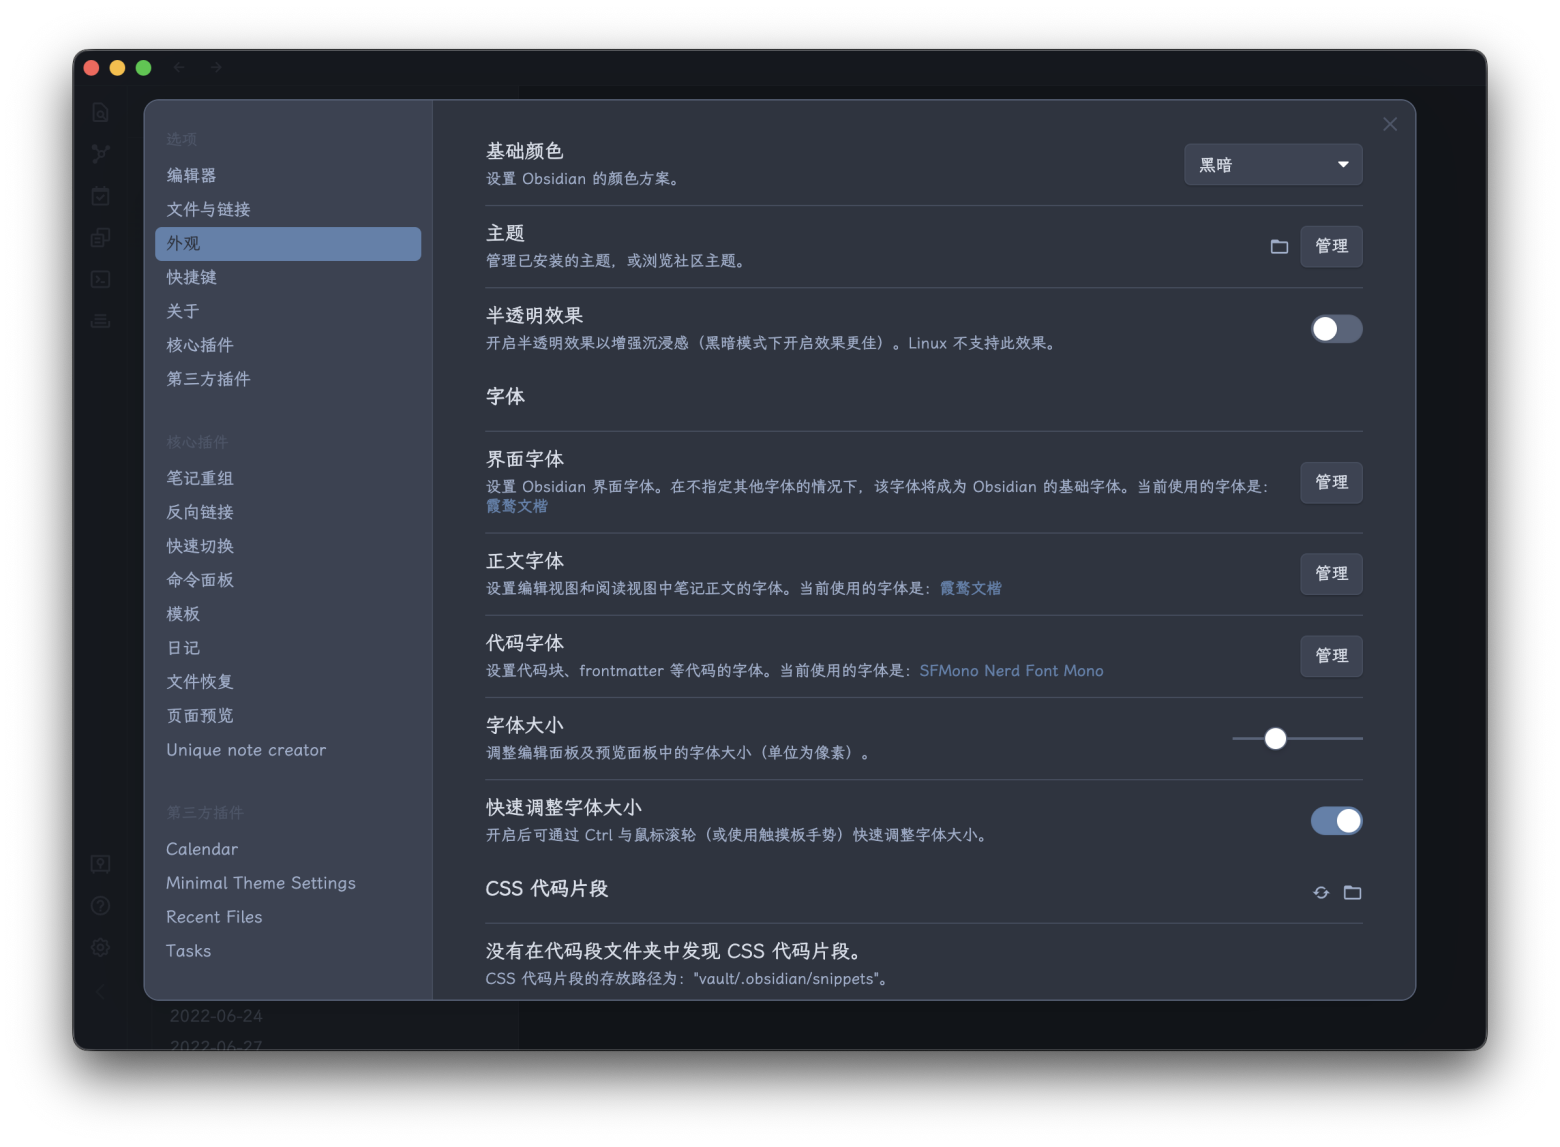 选项
编辑器
文件与链接
外观
快捷键
关于
核心插件
第三方插件
核心插件
笔记重组
反向链接
快速切换
命令面板
模板
日记
文件恢复
页面预览
Unique note creator
第三方插件
Calendar
Minimal Theme Settings
Recent Files
Tasks
基础颜色
设置 Obsidian 的颜色方案。
黑暗
主题
管理已安装的主题，或浏览社区主题。
管理
半透明效果
开启半透明效果以增强沉浸感（黑暗模式下开启效果更佳）。Linux 不支持此效果。
字体
界面字体
设置 Obsidian 界面字体。在不指定其他字体的情况下，该字体将成为 Obsidian 的基础字体。当前使用的字体是：
霞鹜文楷
管理
正文字体
设置编辑视图和阅读视图中笔记正文的字体。当前使用的字体是：霞鹜文楷
管理
代码字体
设置代码块、frontmatter 等代码的字体。当前使用的字体是：SFMono Nerd Font Mono
管理
字体大小
调整编辑面板及预览面板中的字体大小（单位为像素）。
快速调整字体大小
开启后可通过 Ctrl 与鼠标滚轮（或使用触摸板手势）快速调整字体大小。
CSS 代码片段
没有在代码段文件夹中发现 CSS 代码片段。
CSS 代码片段的存放路径为："vault/.obsidian/snippets"。
2022-06-24
2022-06-27